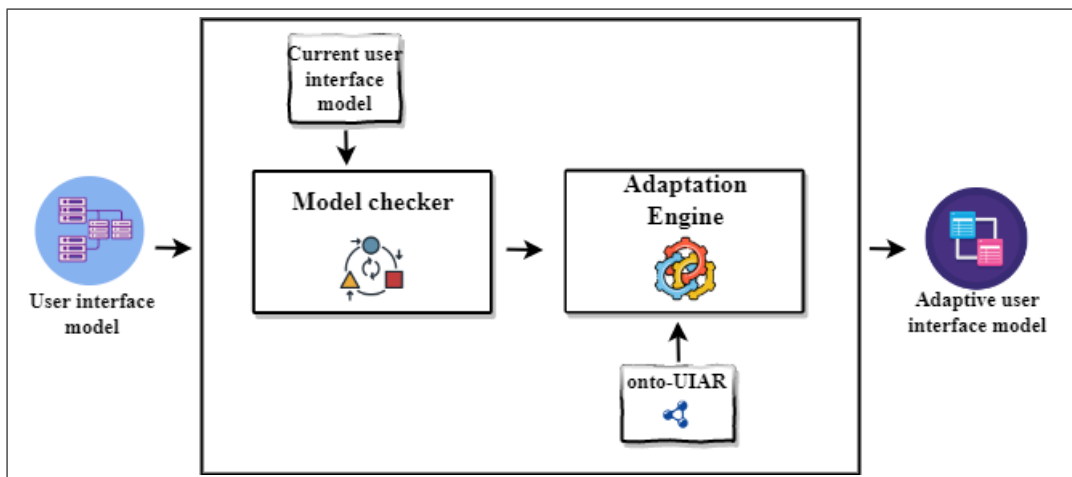 Current user
interface
model
Model checker
Adaptation
Engine
User interface
model
Adaptive user
interface model
onto-UIAR